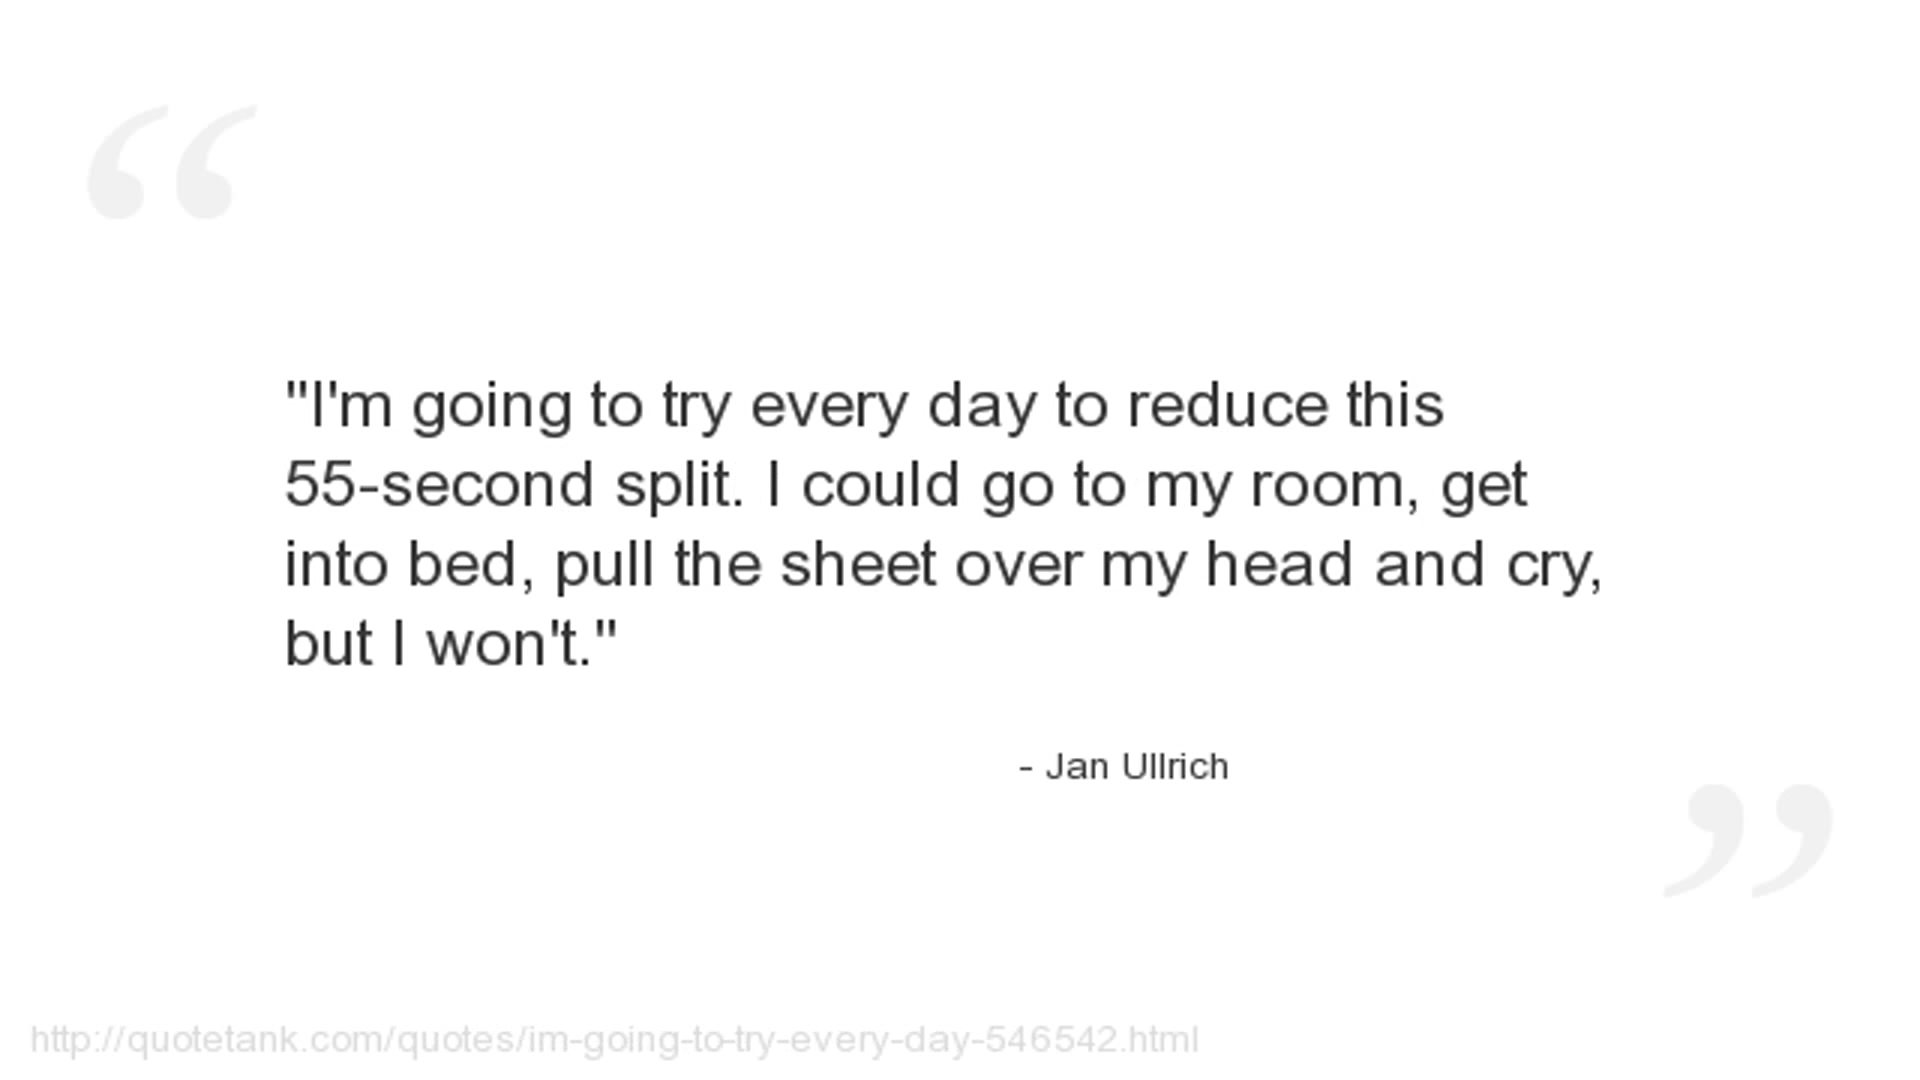 "I'm going to try every day to reduce this
55-second split. I could go to my room, get
into bed, pull the sheet over my head and cry,
but I won't."
- Jan Ullrich
http://quotetank.com/quotes/im-going-to-try-every-day-546542.html